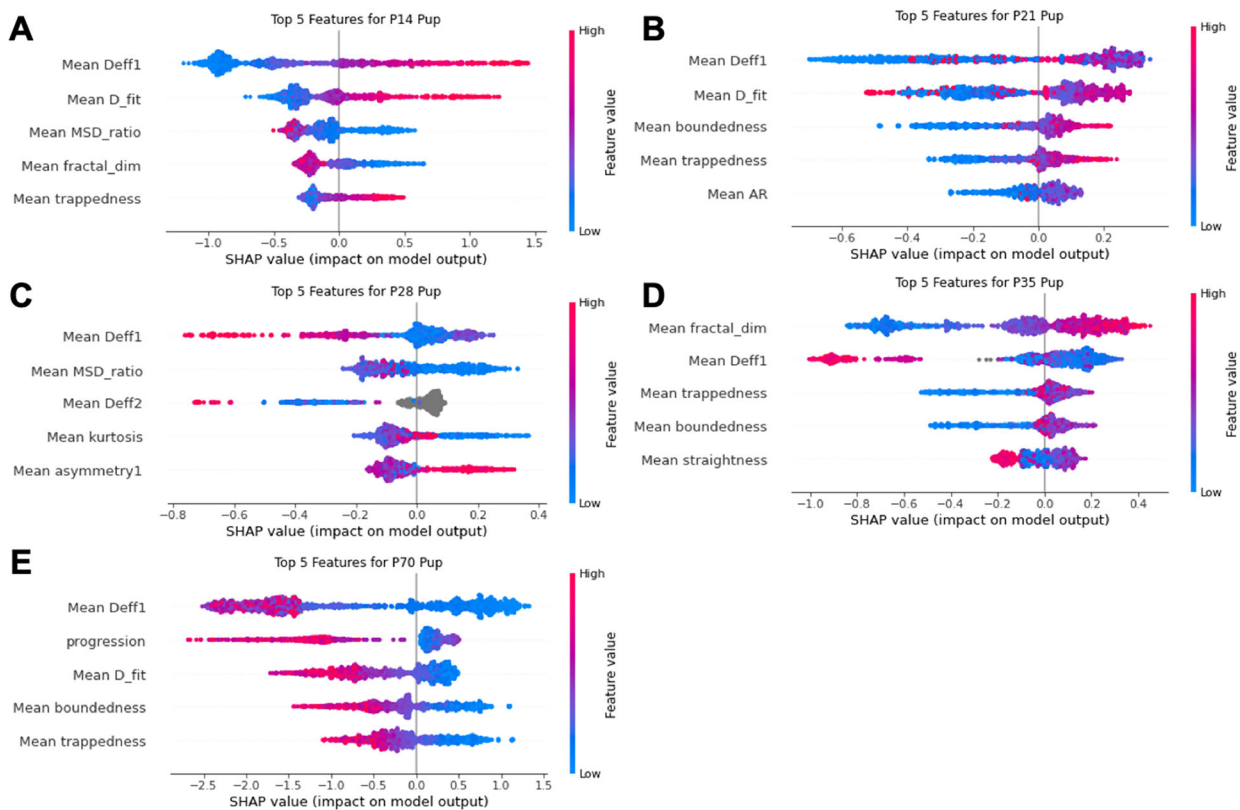 A
Top 5 Features for P14 Pup
High
Mean Deff1
Mean D_fit
Mean MSD_ratio
Mean fractal_dim
Mean trappedness
Feature value
Low
−1.0 −0.5 0.0 0.5 1.0 1.5
SHAP value (impact on model output)
B
Top 5 Features for P21 Pup
High
Mean Deff1
Mean D_fit
Mean boundedness
Mean trappedness
Mean AR
Feature value
Low
−0.6 −0.4 −0.2 0.0 0.2
SHAP value (impact on model output)
C
Top 5 Features for P28 Pup
High
Mean Deff1
Mean MSD_ratio
Mean Deff2
Mean kurtosis
Mean asymmetry1
Feature value
Low
−0.8 −0.6 −0.4 −0.2 0.0 0.2 0.4
SHAP value (impact on model output)
D
Top 5 Features for P35 Pup
High
Mean fractal_dim
Mean Deff1
Mean trappedness
Mean boundedness
Mean straightness
Feature value
Low
−1.0 −0.8 −0.6 −0.4 −0.2 0.0 0.2 0.4
SHAP value (impact on model output)
E
Top 5 Features for P70 Pup
High
Mean Deff1
progression
Mean D_fit
Mean boundedness
Mean trappedness
Feature value
Low
−2.5 −2.0 −1.5 −1.0 −0.5 0.0 0.5 1.0 1.5
SHAP value (impact on model output)